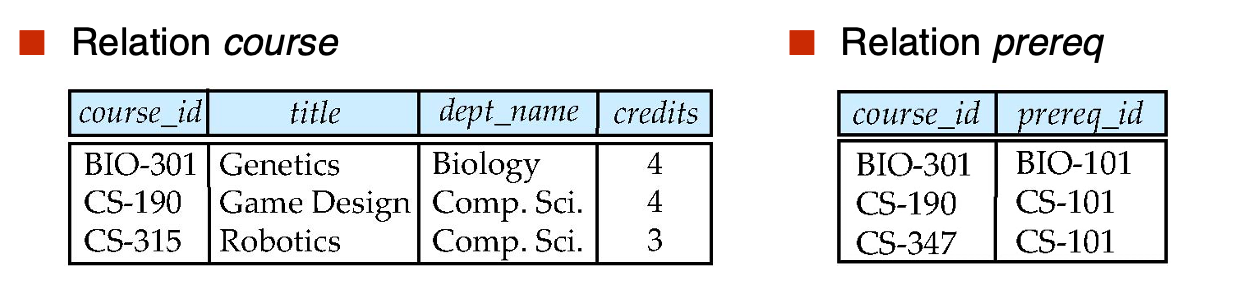 Relation course
course_id title dept_name credits
BIO-301 Genetics Biology 4
CS-190 Game Design Comp. Sci. 4
CS-315 Robotics Comp. Sci. 3
Relation prereq
course_id prereq_id
BIO-301 BIO-101
CS-190 CS-101
CS-347 CS-101